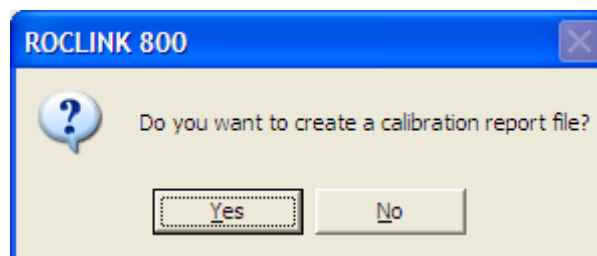 ROCLINK 800
Do you want to create a calibration report file?
Yes No